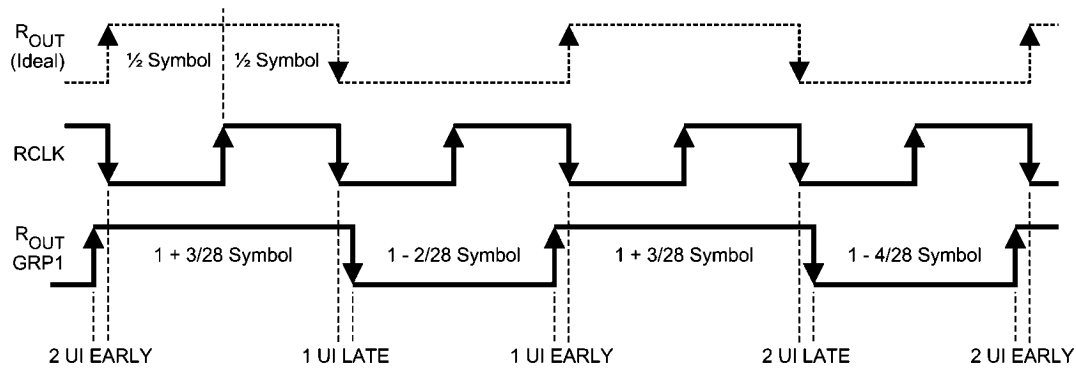 ROUT
(Ideal)
½ Symbol
½ Symbol
RCLK
ROUT
GRP1
1 + 3/28 Symbol
1 - 2/28 Symbol
1 + 3/28 Symbol
1 - 4/28 Symbol
2 UI EARLY
1 UI LATE
1 UI EARLY
2 UI LATE
2 UI EARLY